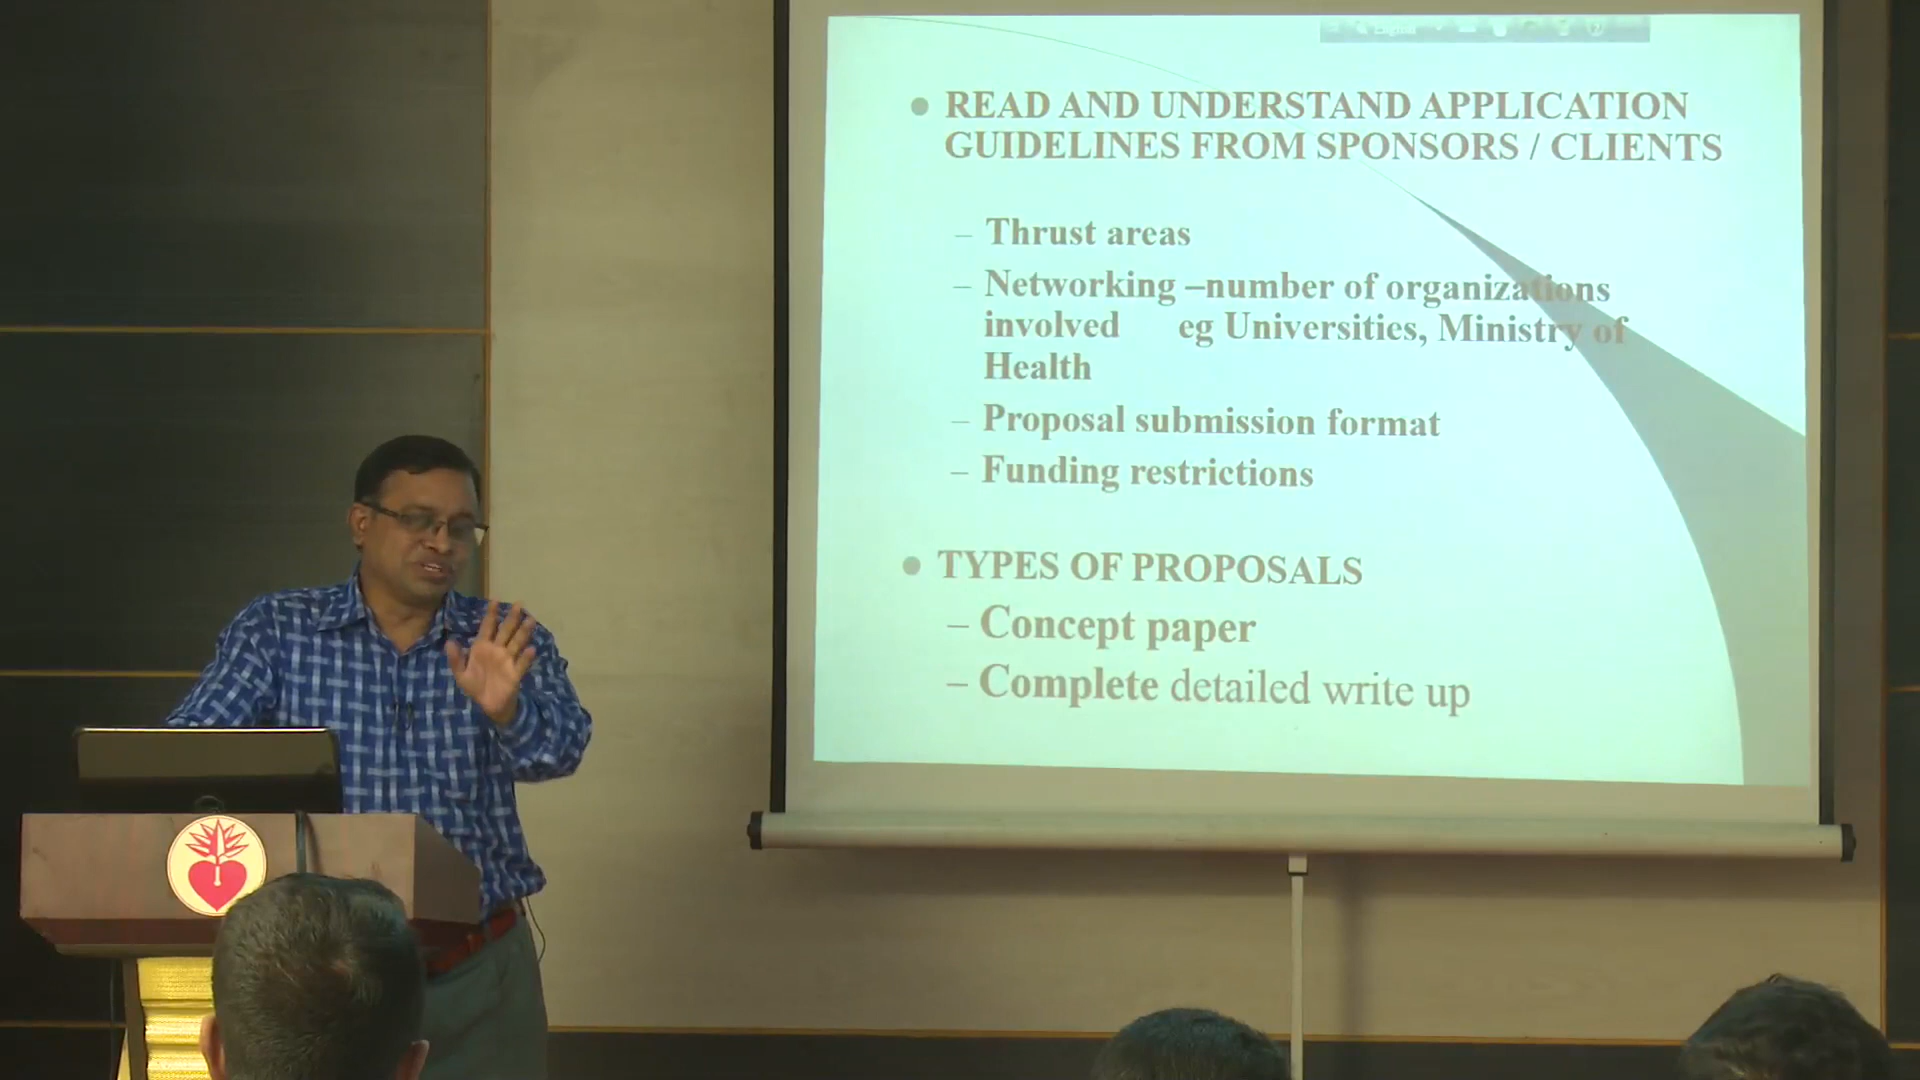 English
● READ AND UNDERSTAND APPLICATION
GUIDELINES FROM SPONSORS / CLIENTS
– Thrust areas
– Networking –number of organizations
involved eg Universities, Ministry of
Health
– Proposal submission format
– Funding restrictions
● TYPES OF PROPOSALS
– Concept paper
– Complete detailed write up